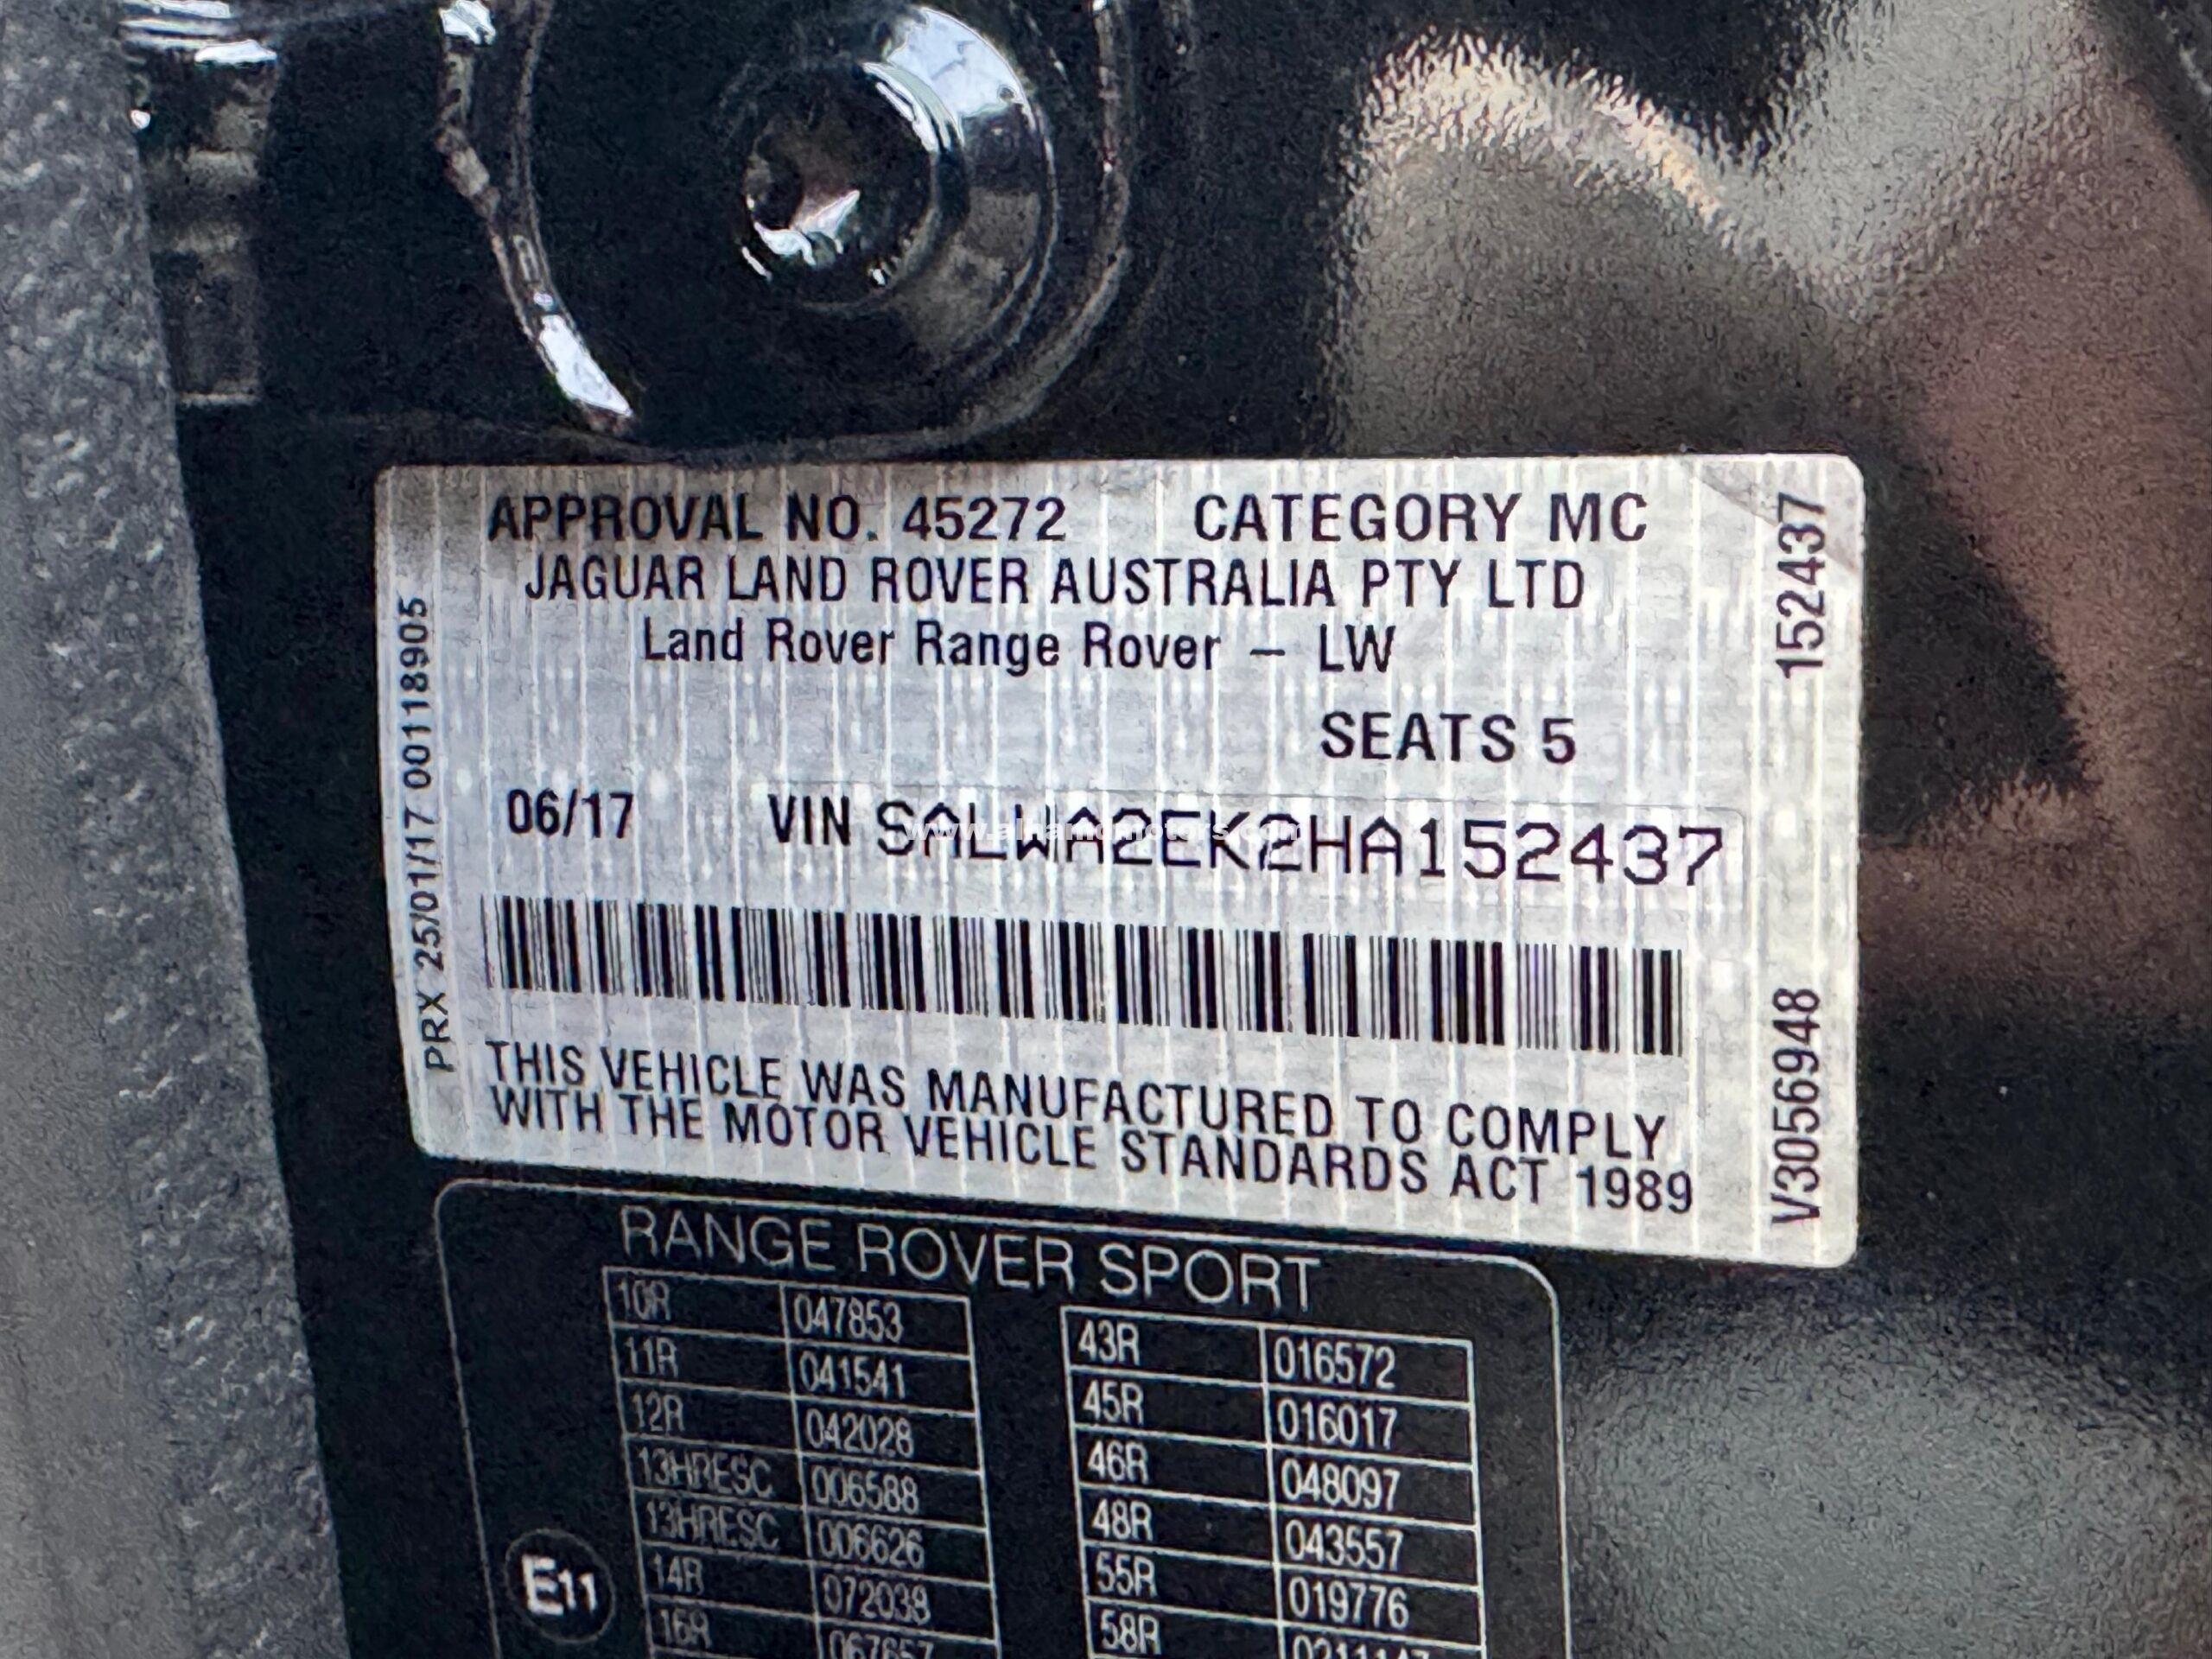 APPROVAL NO. 45272 CATEGORY MC
JAGUAR LAND ROVER AUSTRALIA PTY LTD
Land Rover Range Rover – LW
SEATS 5
06/17 VIN SALWA2EK2HA152437
THIS VEHICLE WAS MANUFACTURED TO COMPLY
WITH THE MOTOR VEHICLE STANDARDS ACT 1989
PRX 25/01/17 00118905
152437
V3056948
RANGE ROVER SPORT
10R 047853
11R 041541
12R 042028
13HRESC 006588
13HRESC 006626
14R 072038
16R 067657
43R 016572
45R 016017
46R 048097
48R 043557
55R 019776
58R
E11